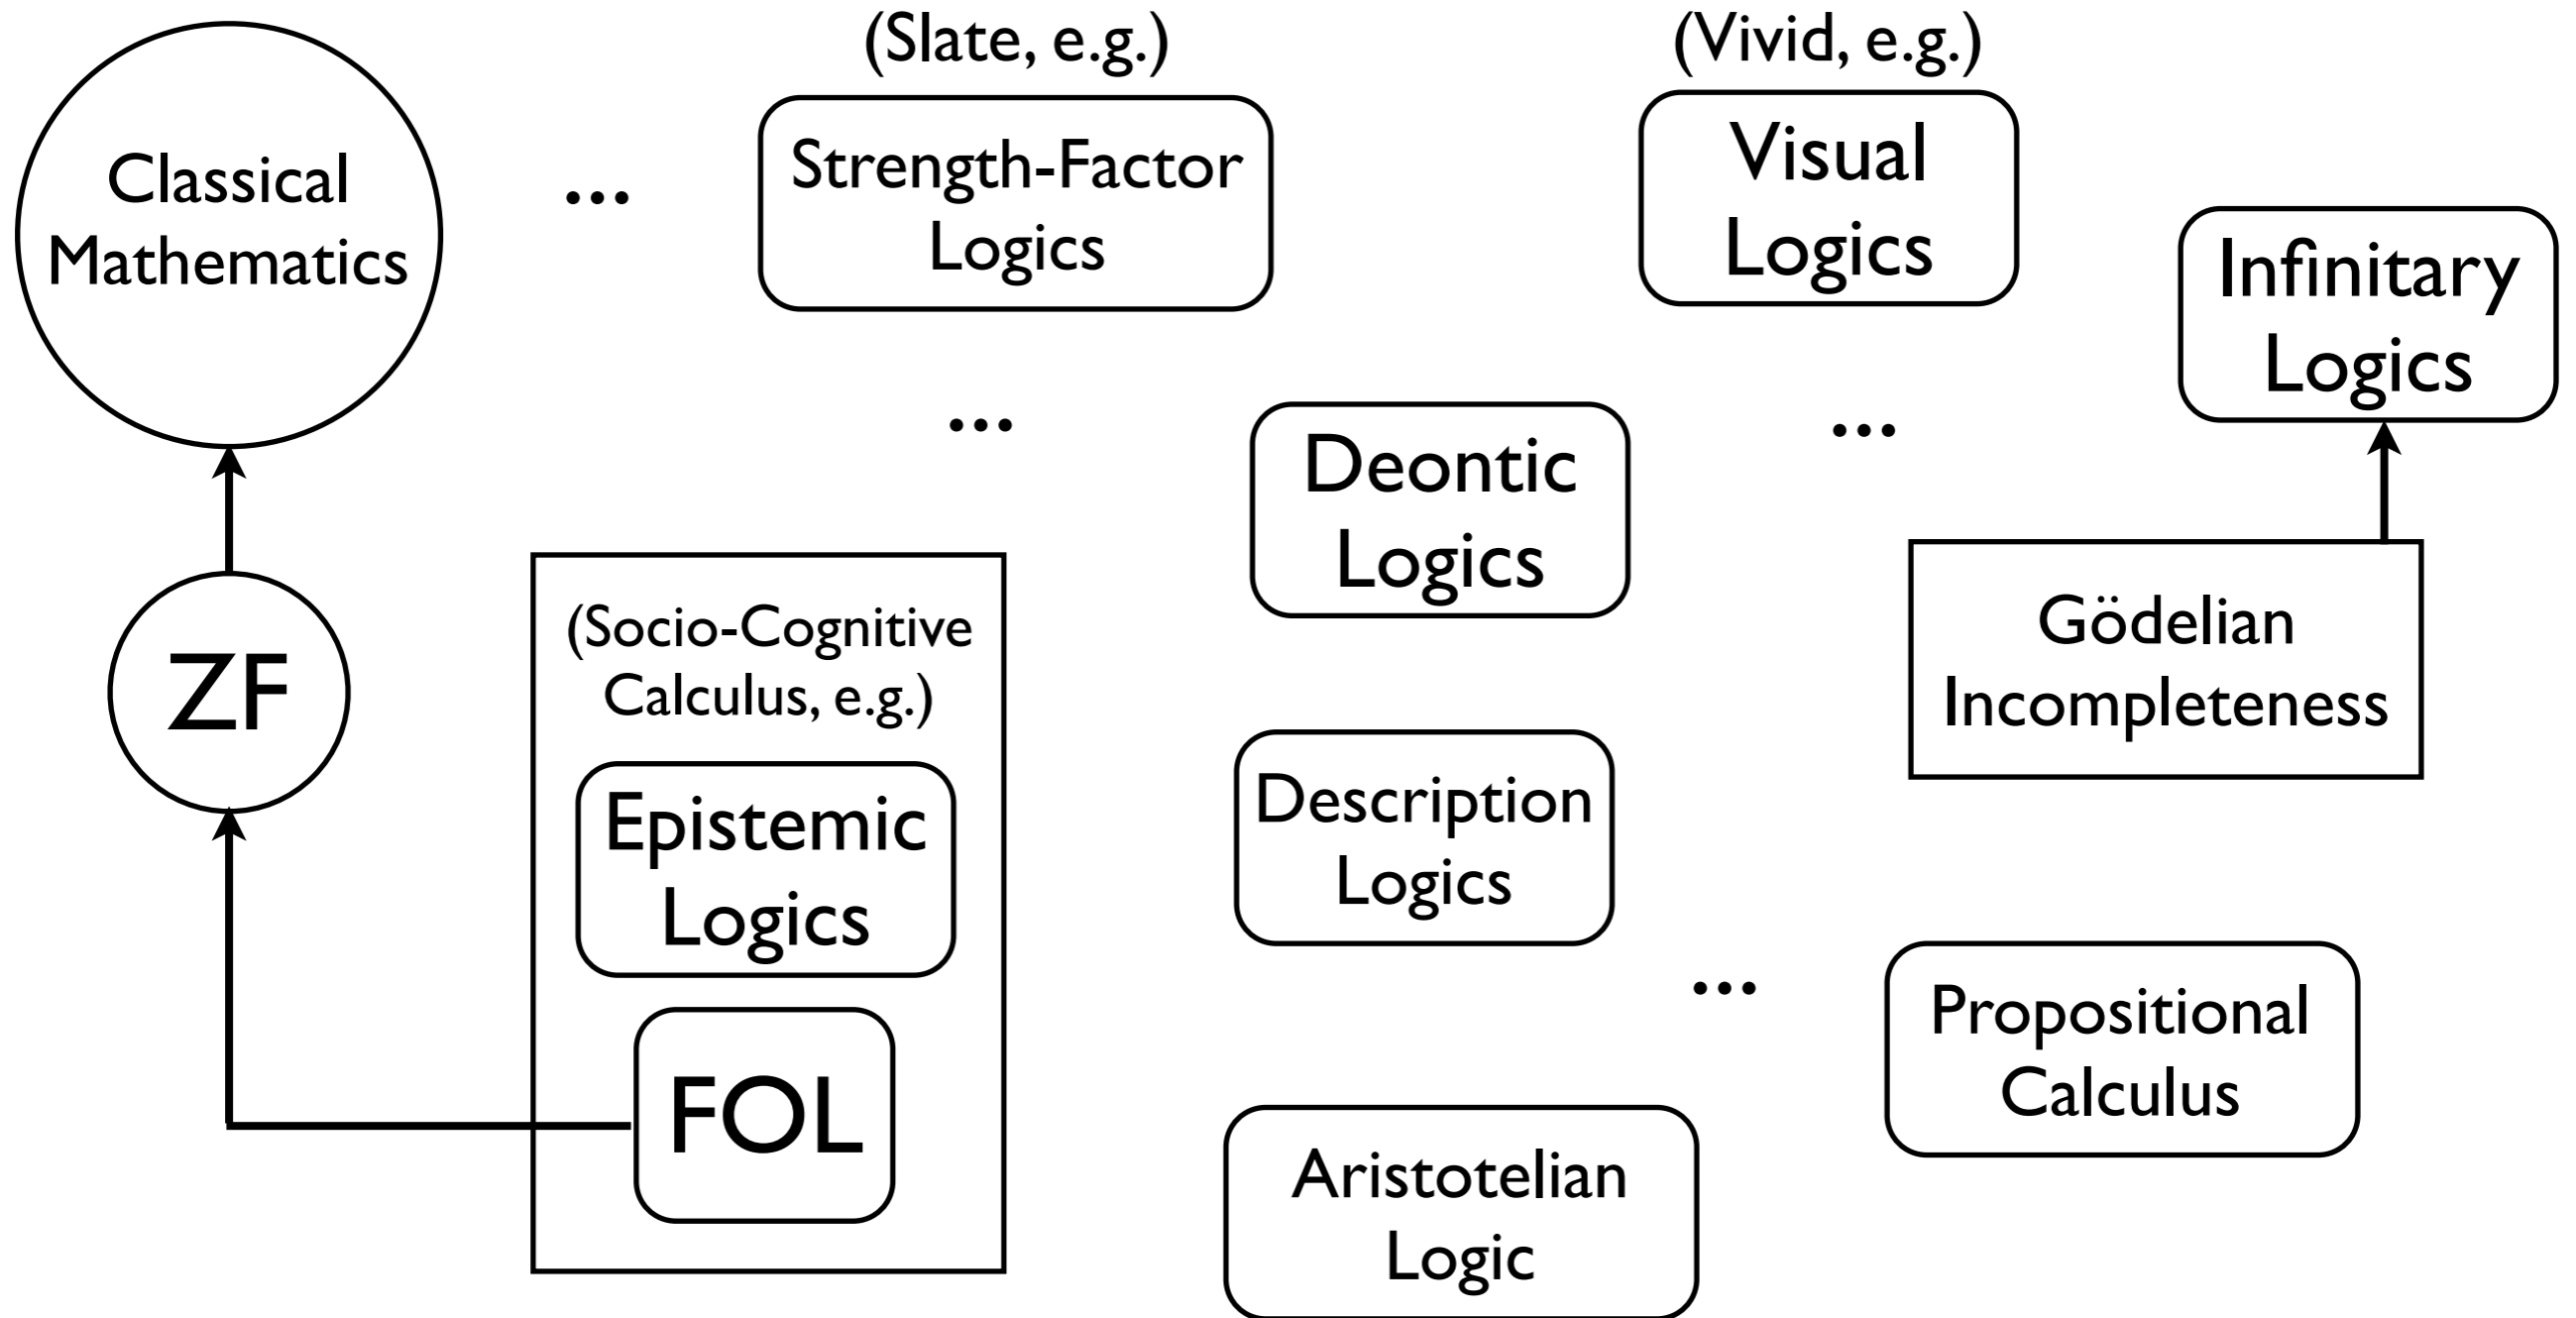 Classical
Mathematics
...
(Slate, e.g.)
Strength-Factor
Logics
(Vivid, e.g.)
Visual
Logics
Infinitary
Logics
...
Deontic
Logics
...
ZF
(Socio-Cognitive
Calculus, e.g.)
Epistemic
Logics
FOL
Gödelian
Incompleteness
Description
Logics
...
Propositional
Calculus
Aristotelian
Logic